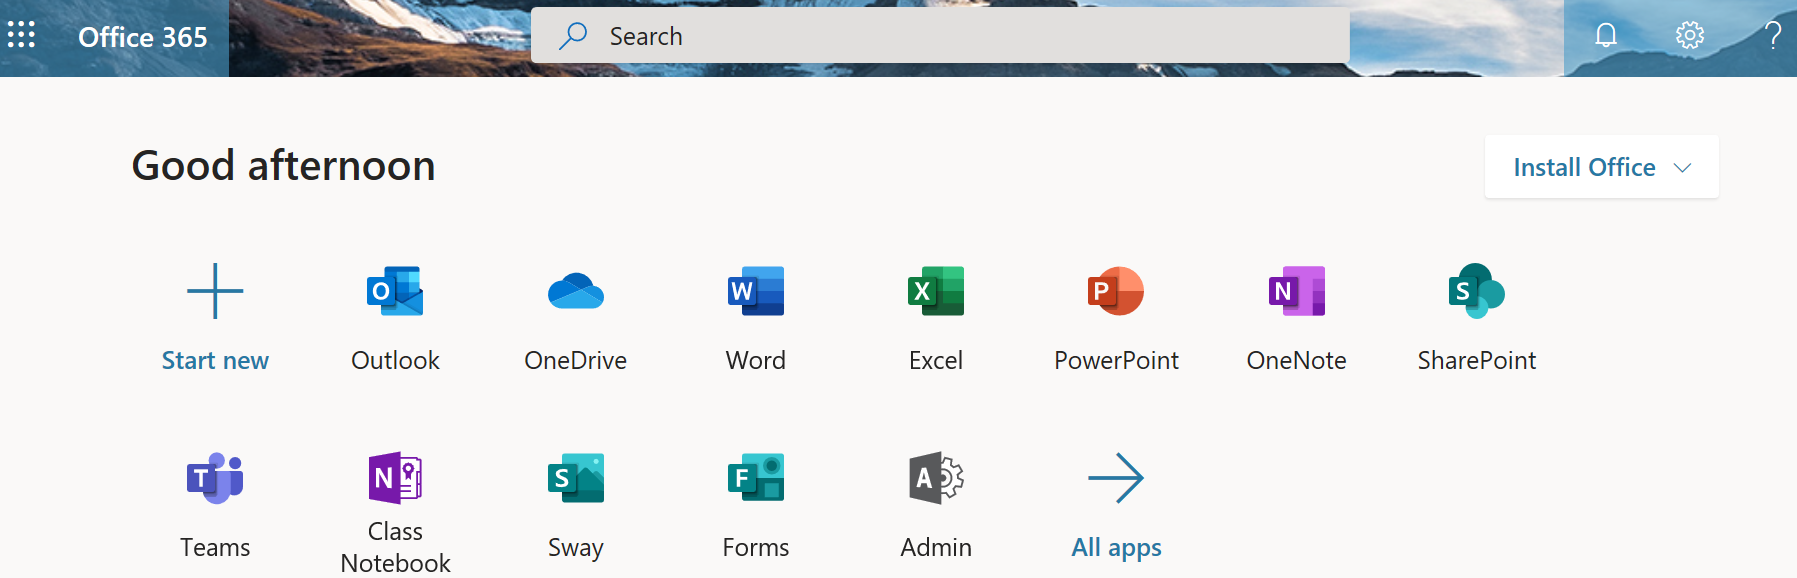 Office 365
Search
?
Good afternoon
Install Office
O
W
X
P
N
S
Start new
Outlook
OneDrive
Word
Excel
PowerPoint
OneNote
SharePoint
T
N
S
F
A
Teams
Class
Notebook
Sway
Forms
Admin
All apps